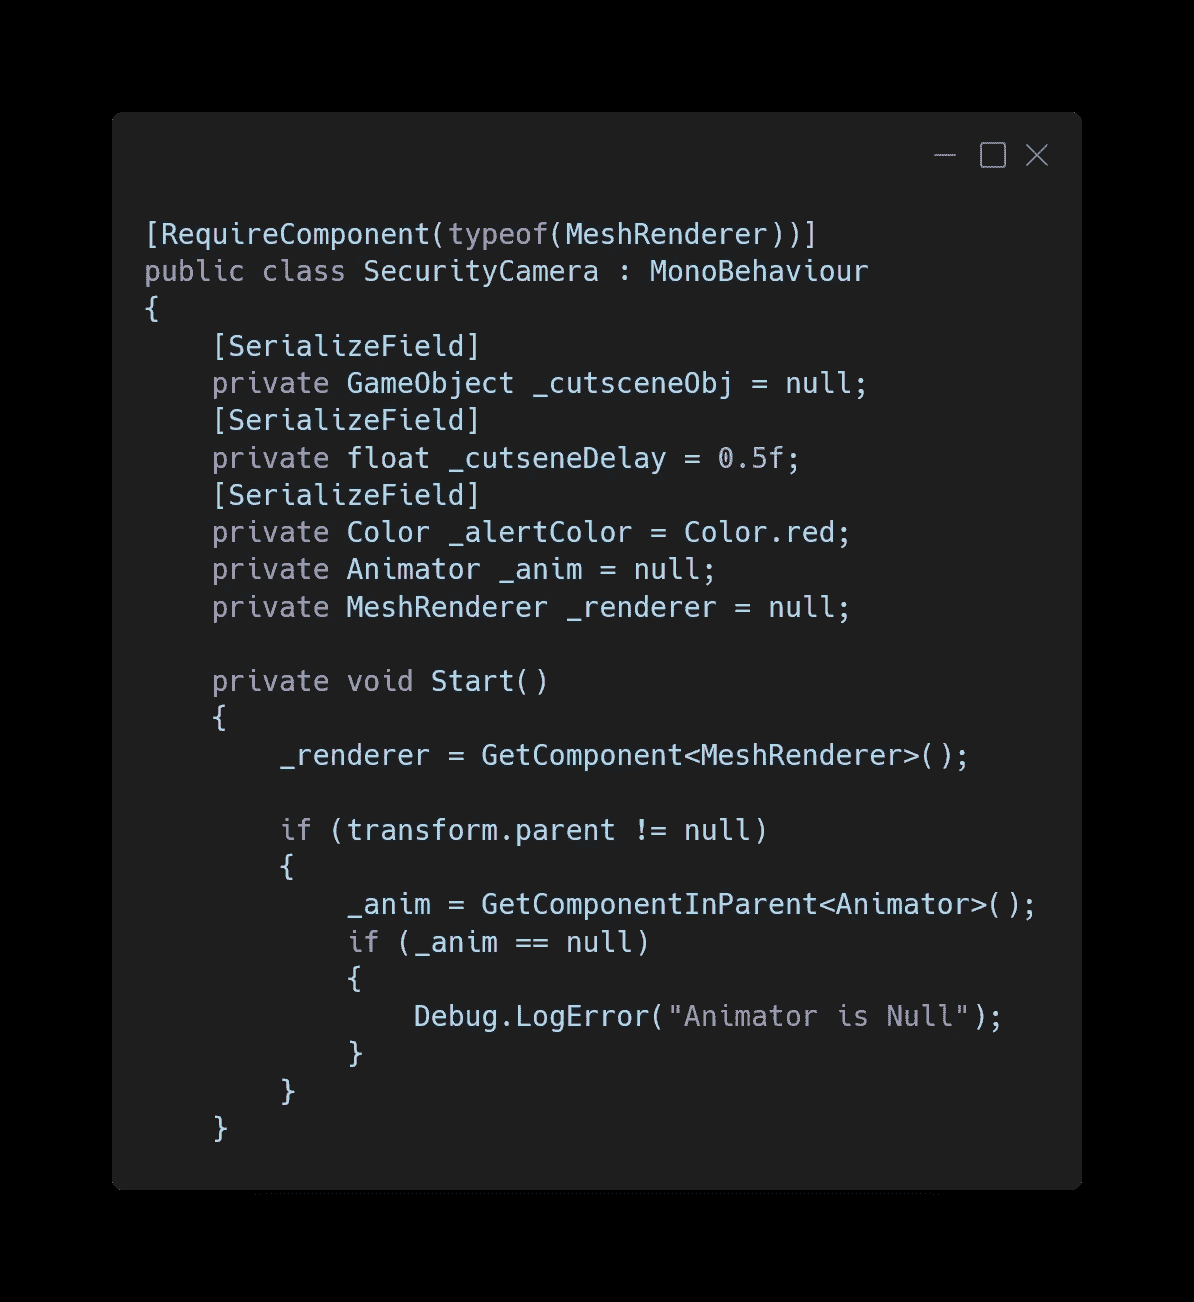 [RequireComponent(typeof(MeshRenderer))]
public class SecurityCamera : MonoBehaviour
{
    [SerializeField]
    private GameObject _cutsceneObj = null;
    [SerializeField]
    private float _cutseneDelay = 0.5f;
    [SerializeField]
    private Color _alertColor = Color.red;
    private Animator _anim = null;
    private MeshRenderer _renderer = null;

    private void Start()
    {
        _renderer = GetComponent<MeshRenderer>();

        if (transform.parent != null)
        {
            _anim = GetComponentInParent<Animator>();
            if (_anim == null)
            {
                Debug.LogError("Animator is Null");
            }
        }
    }